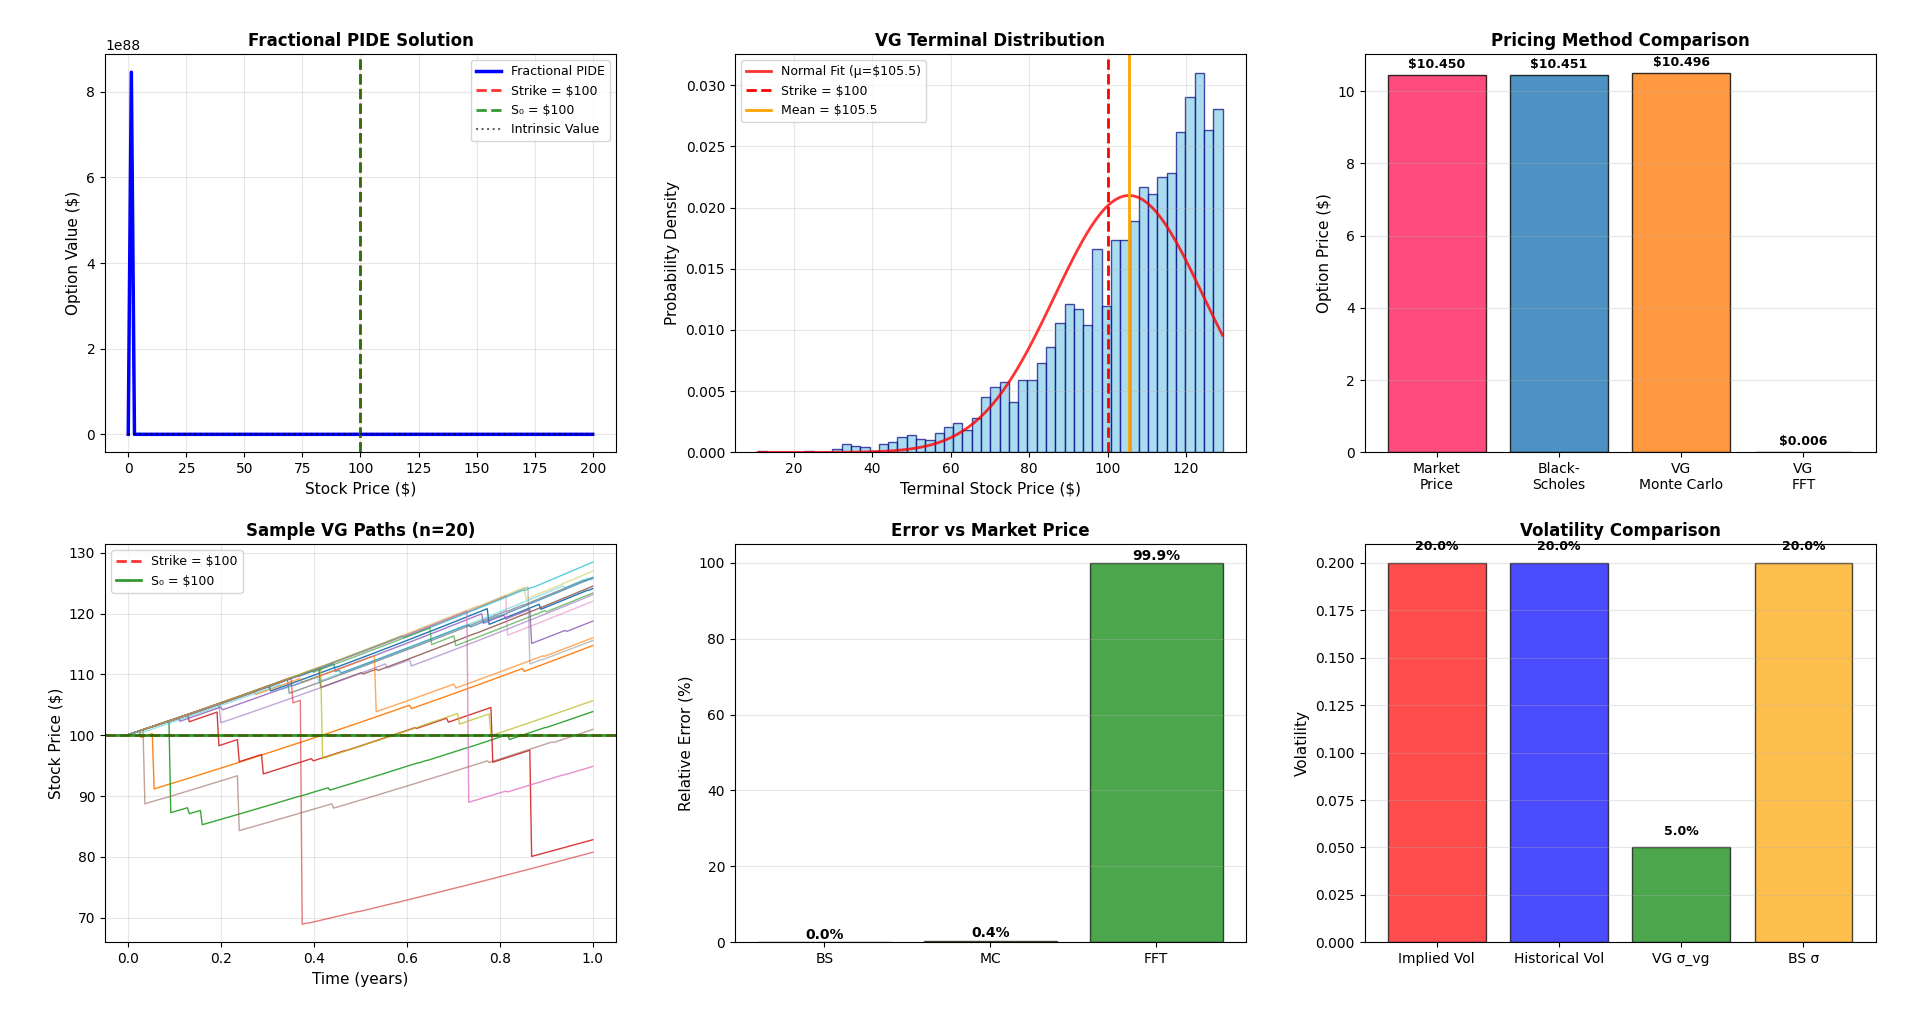 Fractional PIDE Solution
1e88
Option Value ($)
8
6
4
2
0
Fractional PIDE
Strike = $100
S₀ = $100
Intrinsic Value
0 25 50 75 100 125 150 175 200
Stock Price ($)
VG Terminal Distribution
Probability Density
0.030
0.025
0.020
0.015
0.010
0.005
0.000
Normal Fit (μ=$105.5)
Strike = $100
Mean = $105.5
20 40 60 80 100 120
Terminal Stock Price ($)
Pricing Method Comparison
Option Price ($)
10
8
6
4
2
0
$10.450 $10.451 $10.496 $0.006
Market Price
Black-Scholes
VG Monte Carlo
VG FFT
Sample VG Paths (n=20)
Stock Price ($)
130
120
110
100
90
80
70
Strike = $100
S₀ = $100
0.0 0.2 0.4 0.6 0.8 1.0
Time (years)
Error vs Market Price
Relative Error (%)
100
80
60
40
20
0
0.0% 0.4% 99.9%
BS MC FFT
Volatility Comparison
Volatility
0.200
0.175
0.150
0.125
0.100
0.075
0.050
0.025
0.000
20.0% 20.0% 5.0% 20.0%
Implied Vol Historical Vol VG σ_vg BS σ